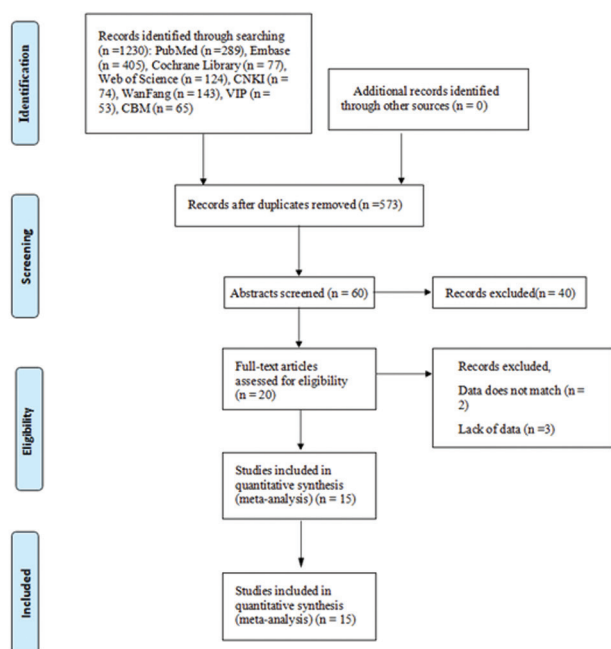 Identification
Records identified through searching
(n =1230): PubMed (n =289), Embase
(n = 405), Cochrane Library (n = 77),
Web of Science (n = 124), CNKI (n =
74), WanFang (n = 143), VIP (n =
53), CBM (n = 65)
Additional records identified
through other sources (n = 0)
Records after duplicates removed (n =573)
Screening
Abstracts screened (n = 60)
Records excluded(n = 40)
Full-text articles
assessed for eligibility
(n = 20)
Records excluded,
Data does not match (n =
2)
Lack of data (n =3)
Eligibility
Studies included in
quantitative synthesis
(meta-analysis) (n = 15)
Included
Studies included in
quantitative synthesis
(meta-analysis) (n = 15)